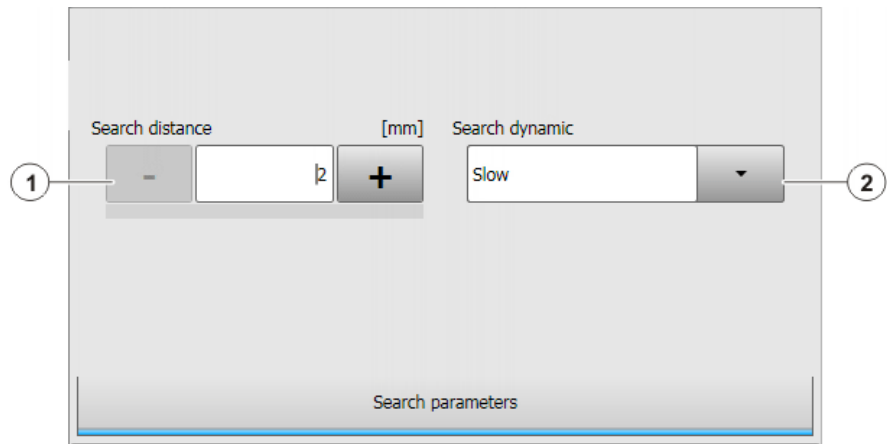 Search distance [mm] Search dynamic
1 - 2 + Slow 2
Search parameters